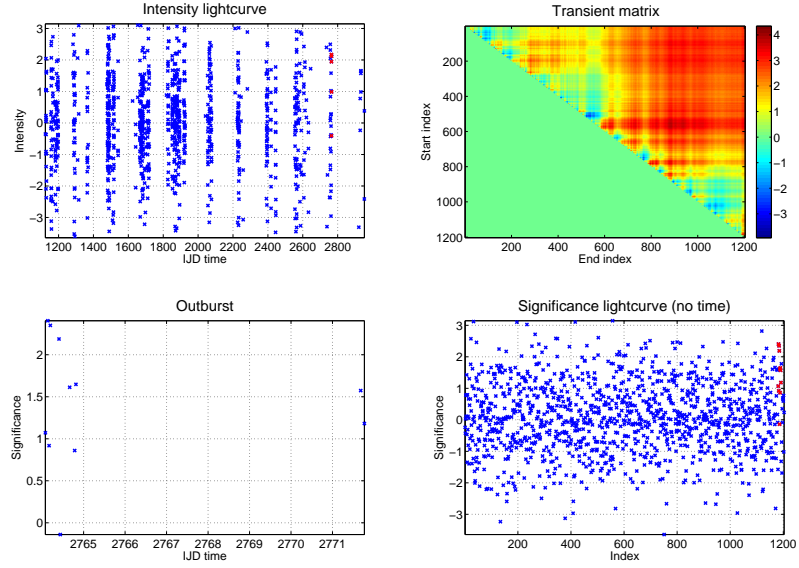 Intensity lightcurve
3
2
1
0
−1
−2
−3
Intensity
1200 1400 1600 1800 2000 2200 2400 2600 2800
IJD time
Transient matrix
200
400
600
800
1000
1200
Start index
200 400 600 800 1000 1200
End index
4
3
2
1
0
−1
−2
−3
Outburst
2
1.5
1
0.5
0
Significance
2765 2766 2767 2768 2769 2770 2771
IJD time
Significance lightcurve (no time)
3
2
1
0
−1
−2
−3
Significance
200 400 600 800 1000 1200
Index